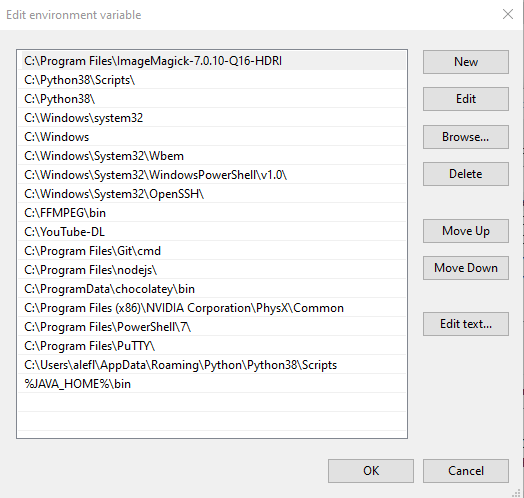 Edit environment variable
C:\Program Files\ImageMagick-7.0.10-Q16-HDRI
C:\Python38\Scripts\
C:\Python38\
C:\Windows\system32
C:\Windows
C:\Windows\System32\Wbem
C:\Windows\System32\WindowsPowerShell\v1.0\
C:\Windows\System32\OpenSSH\
C:\FFMPEG\bin
C:\YouTube-DL
C:\Program Files\Git\cmd
C:\Program Files\nodejs\
C:\ProgramData\chocolatey\bin
C:\Program Files (x86)\NVIDIA Corporation\PhysX\Common
C:\Program Files\PowerShell\7\
C:\Program Files\PuTTY\
C:\Users\alefl\AppData\Roaming\Python\Python38\Scripts
%JAVA_HOME%\bin
New
Edit
Browse...
Delete
Move Up
Move Down
Edit text...
OK
Cancel